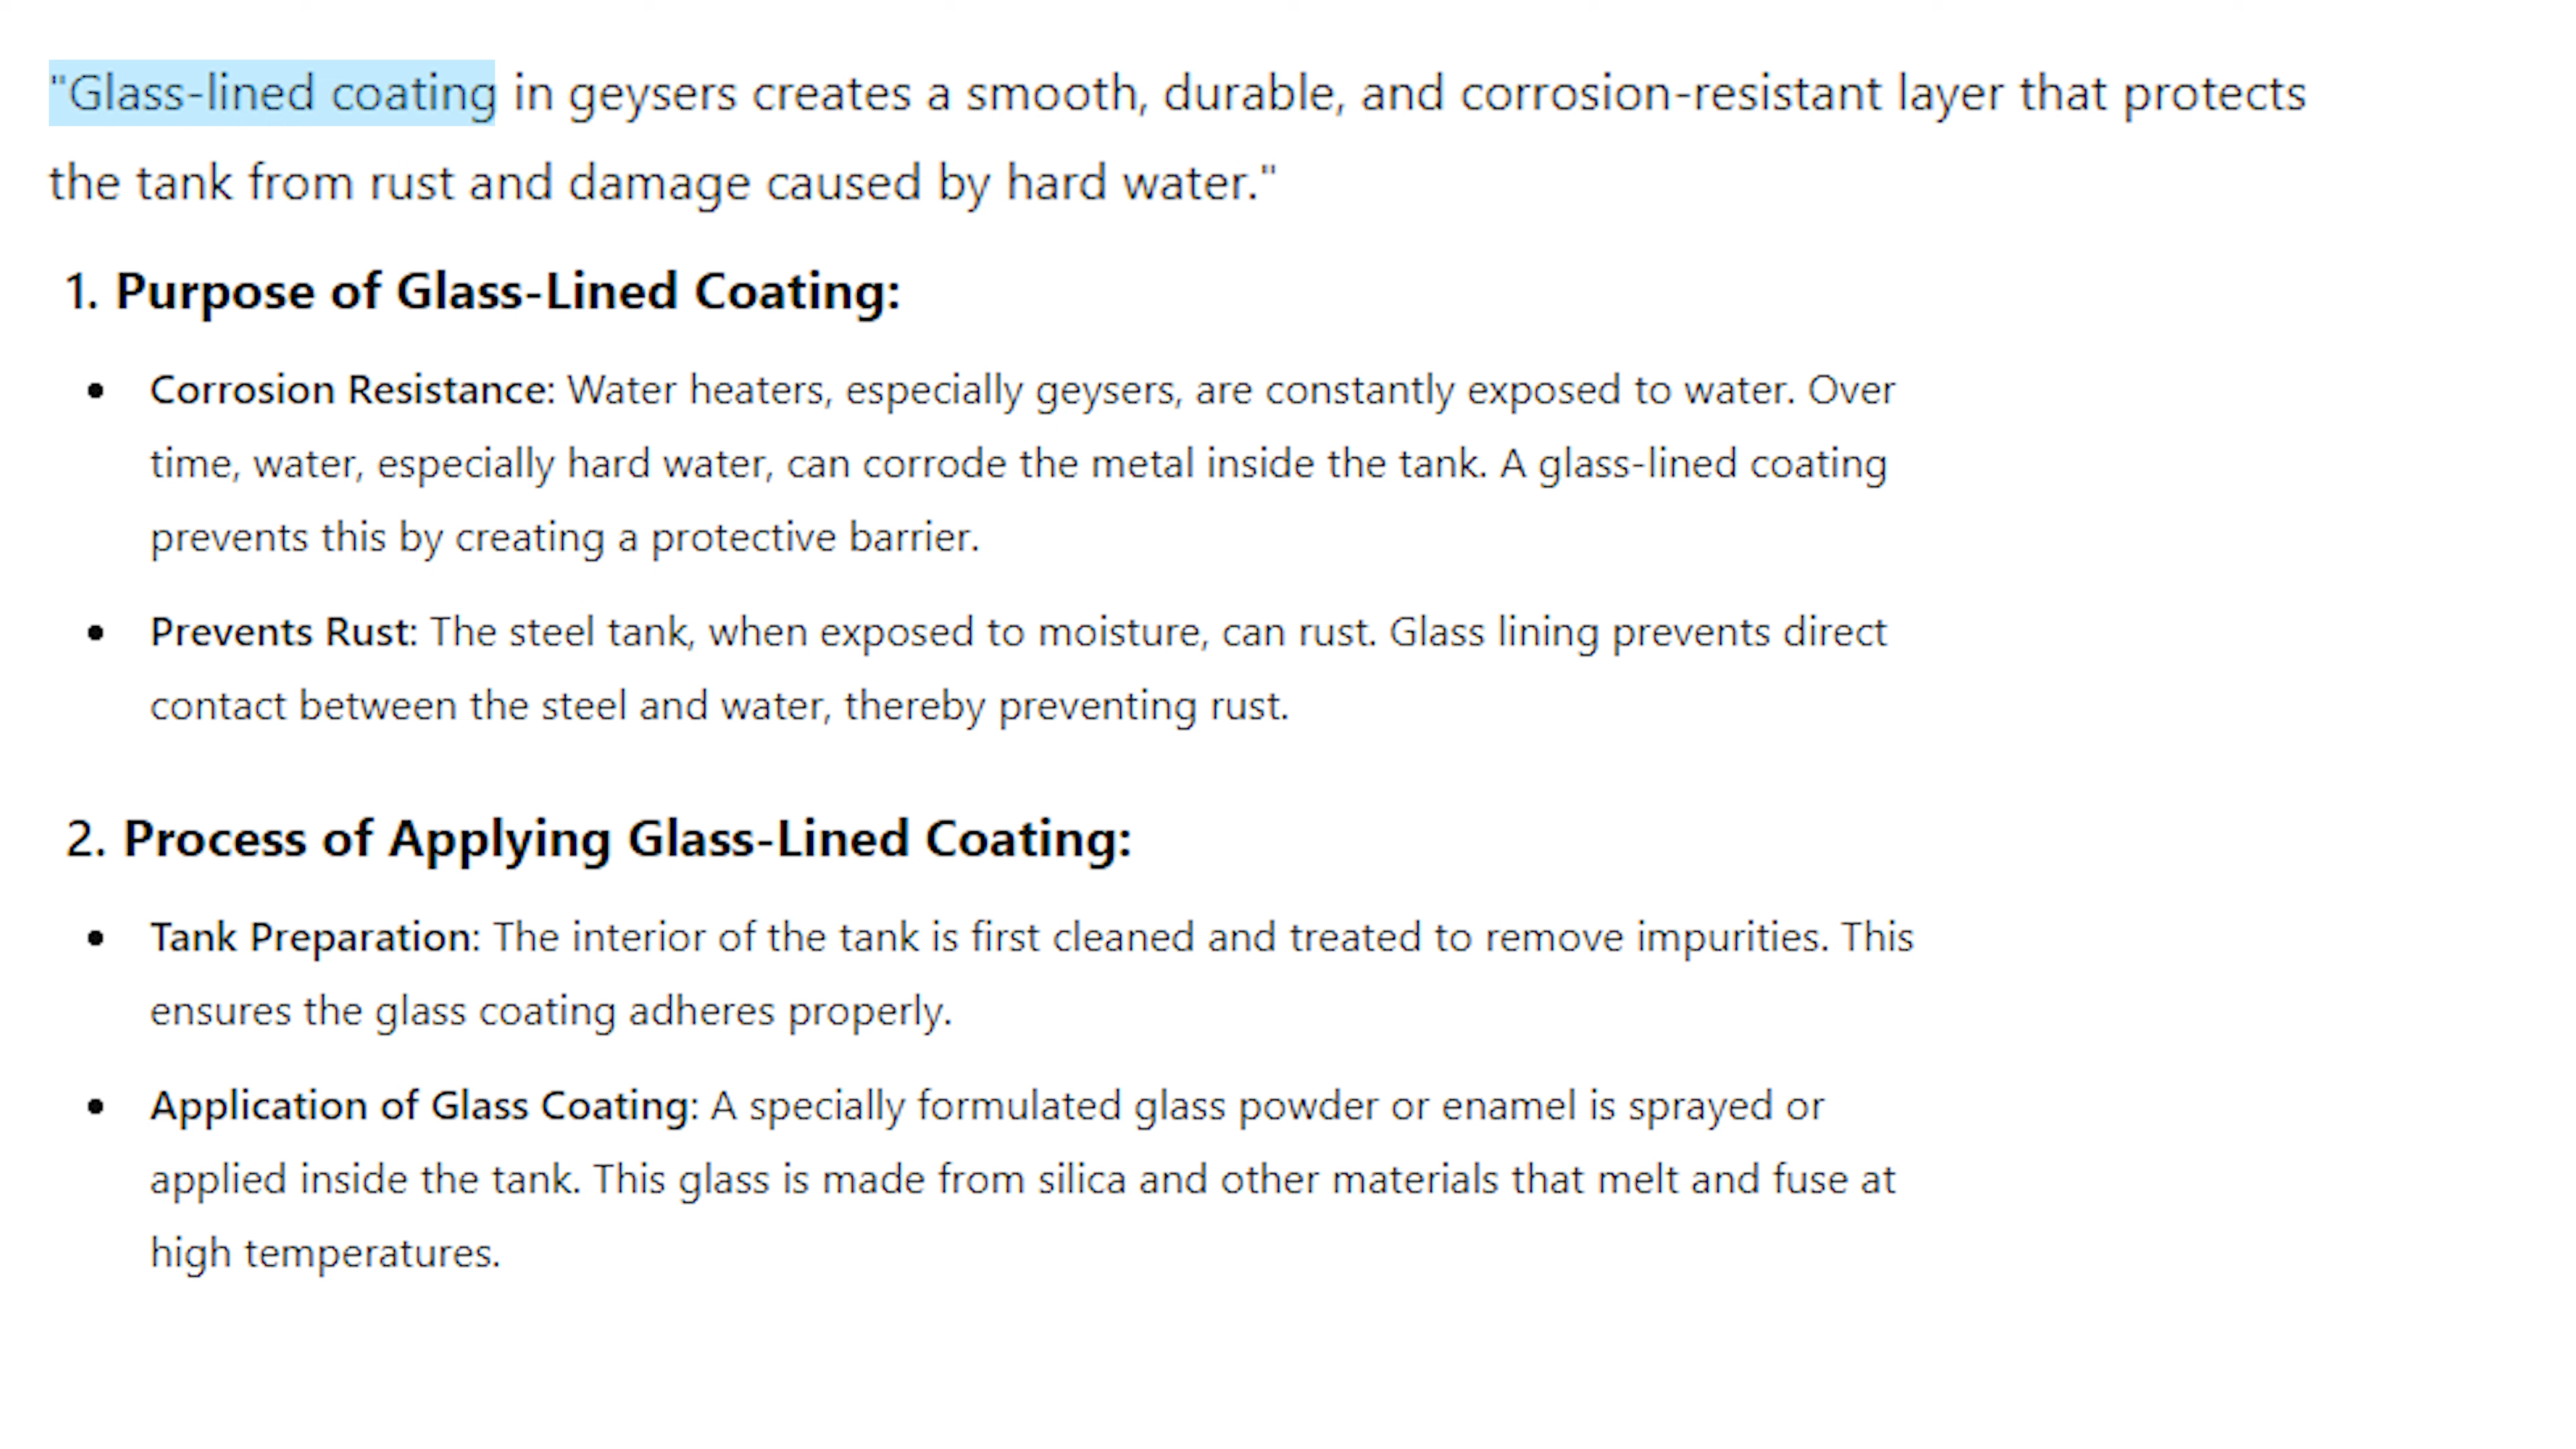 "Glass-lined coating in geysers creates a smooth, durable, and corrosion-resistant layer that protects
the tank from rust and damage caused by hard water."
1. Purpose of Glass-Lined Coating:
• Corrosion Resistance: Water heaters, especially geysers, are constantly exposed to water. Over
time, water, especially hard water, can corrode the metal inside the tank. A glass-lined coating
prevents this by creating a protective barrier.
• Prevents Rust: The steel tank, when exposed to moisture, can rust. Glass lining prevents direct
contact between the steel and water, thereby preventing rust.
2. Process of Applying Glass-Lined Coating:
• Tank Preparation: The interior of the tank is first cleaned and treated to remove impurities. This
ensures the glass coating adheres properly.
• Application of Glass Coating: A specially formulated glass powder or enamel is sprayed or
applied inside the tank. This glass is made from silica and other materials that melt and fuse at
high temperatures.